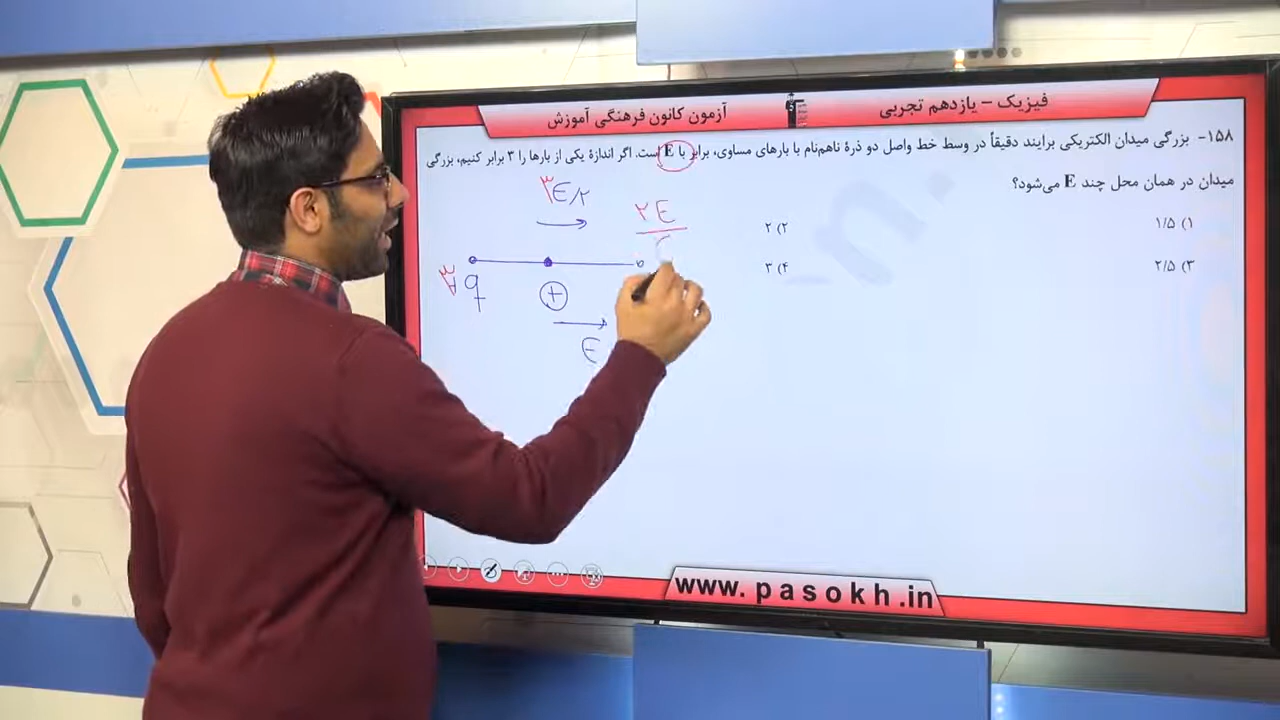 فیزیک - یازدهم تجربی
آزمون کانون فرهنگی آموزش
۱۵۸- بزرگی میدان الکتریکی برایند دقیقاً در وسط خط واصل دو ذرهٔ ناهم‌نام با بارهای مساوی، برابر با E است. اگر اندازهٔ یکی از بارها را ۳ برابر کنیم، بزرگی
میدان در همان محل چند E می‌شود؟
۱) ۱/۵
۲) ۲
۳) ۲/۵
۴) ۳
۳E/۲
۲E
۳q
+
E
www.pasokh.in